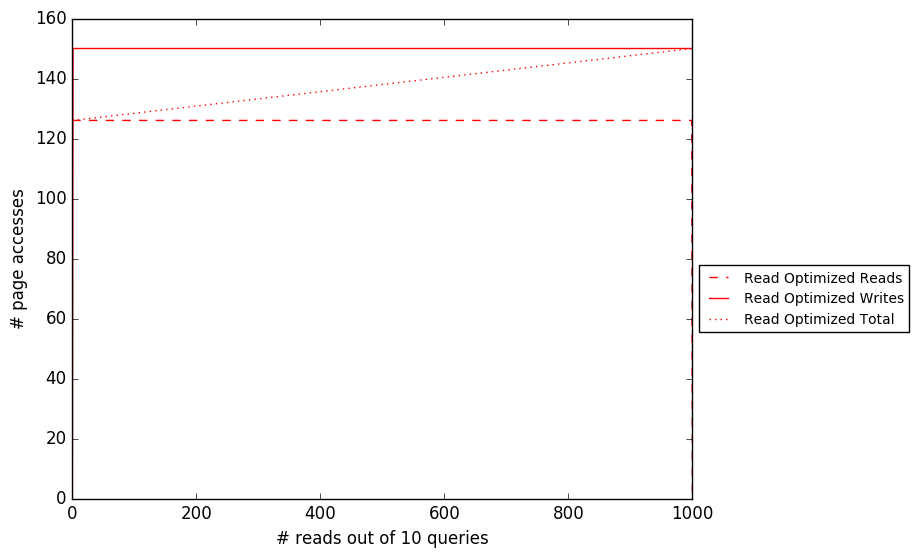 160
140
120
100
80
60
40
20
0
# page accesses
0 200 400 600 800 1000
# reads out of 10 queries
Read Optimized Reads
Read Optimized Writes
Read Optimized Total